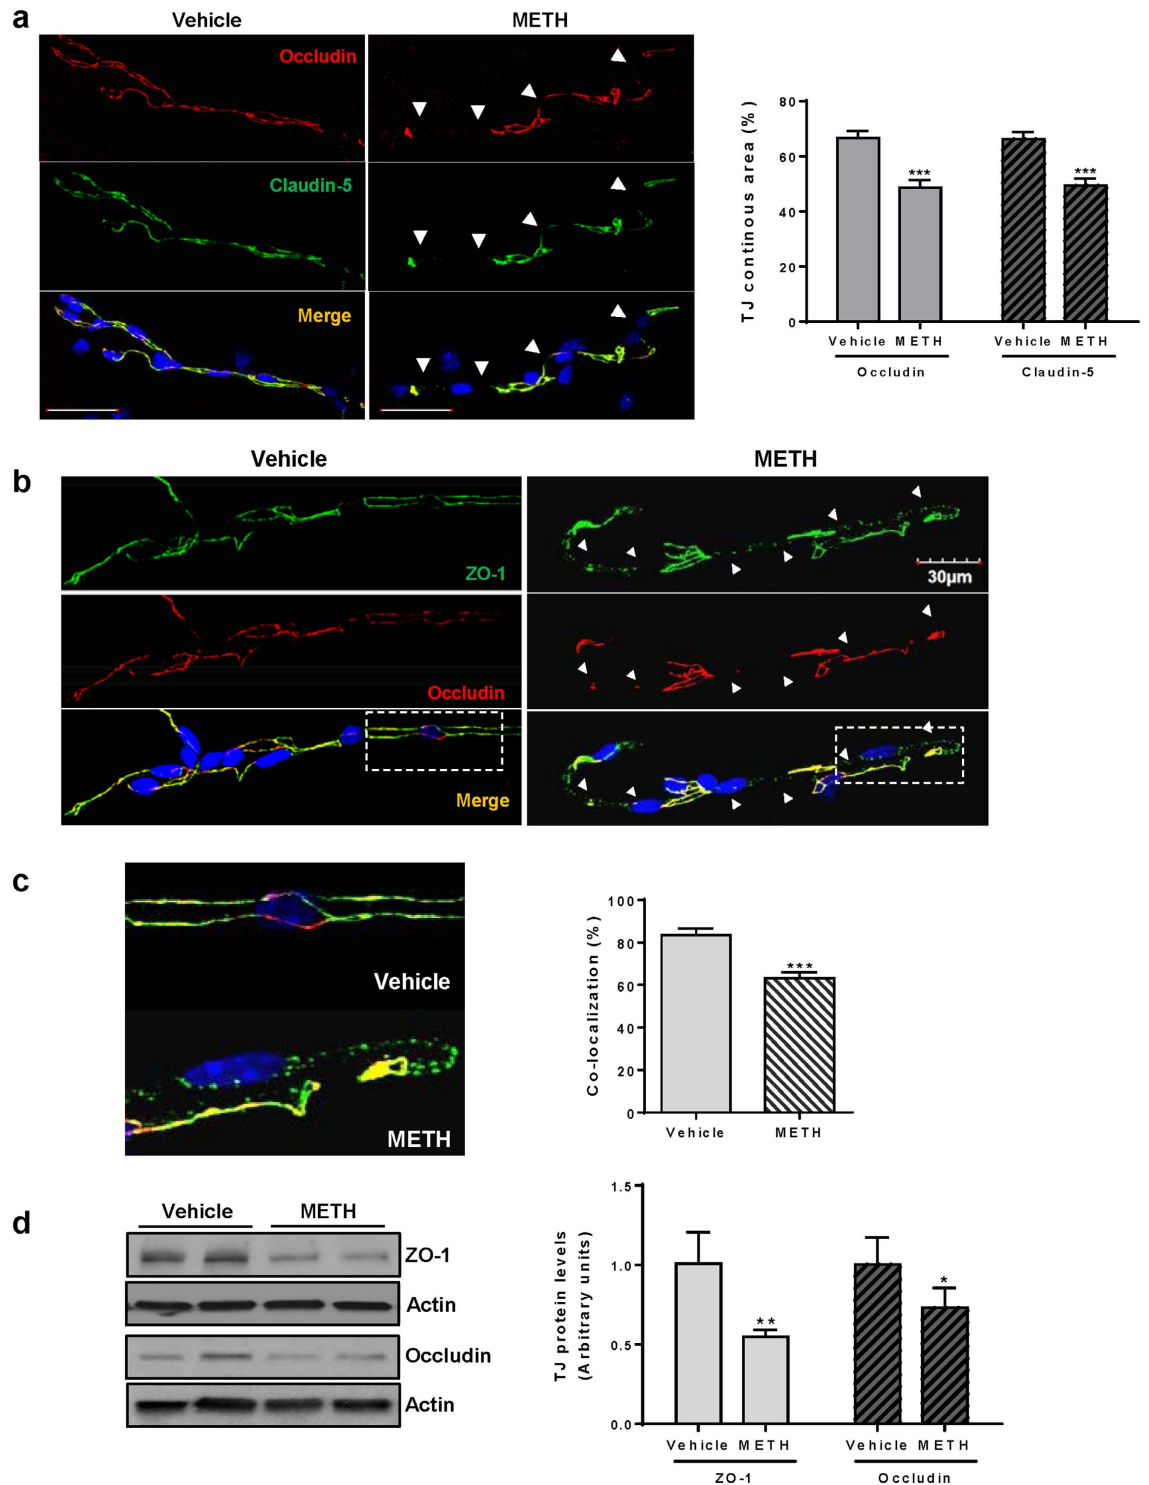 a
Vehicle
METH
Occludin
Claudin-5
Merge
TJ continous area (%)
80
60
40
20
0
Vehicle METH
Vehicle METH
Occludin
Claudin-5
b
Vehicle
METH
ZO-1
30µm
Occludin
Merge
c
Vehicle
METH
Co-localization (%)
100
80
60
40
20
0
***
***
***
Vehicle
METH
d
Vehicle
METH
ZO-1
Actin
Occludin
Actin
TJ protein levels
(Arbitrary units)
1.5
1.0
0.5
0.0
**
*
Vehicle METH
Vehicle METH
ZO-1
Occludin